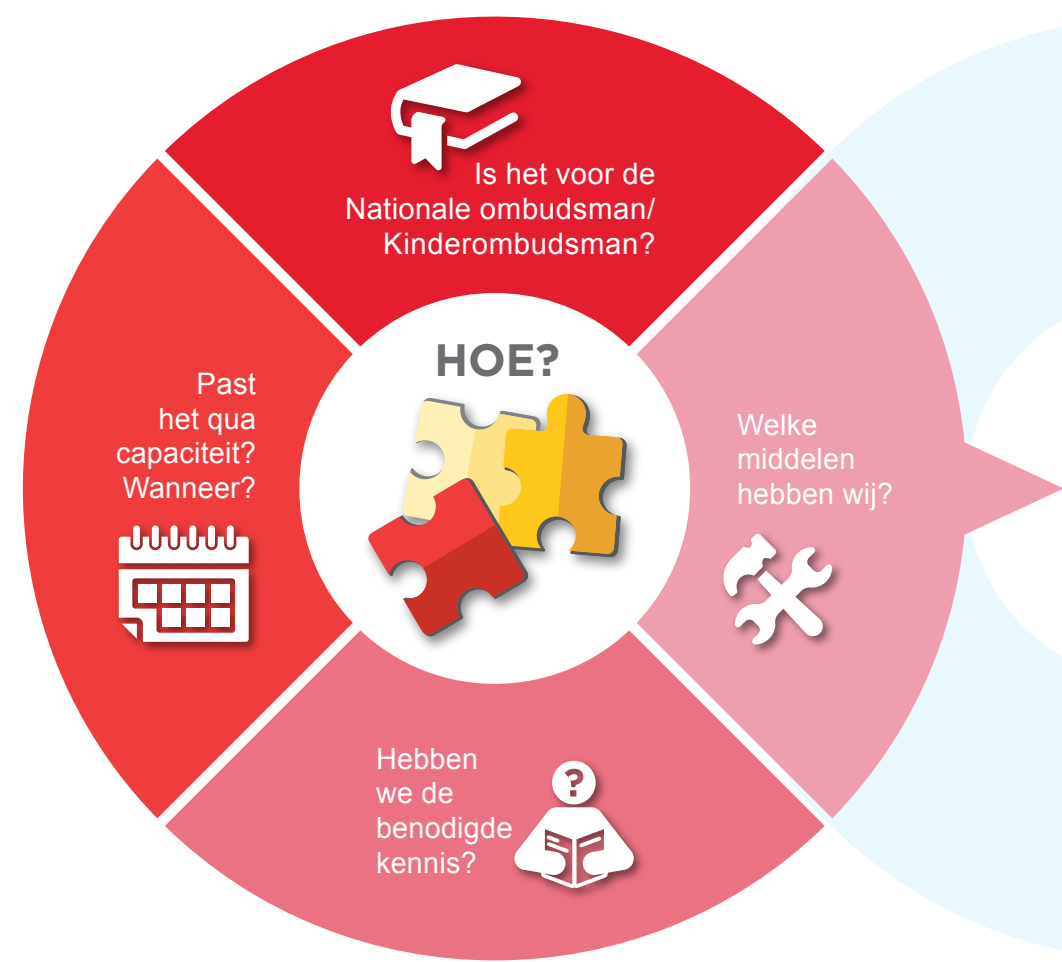 Is het voor de
Nationale ombudsman/
Kinderombudsman?
HOE?
Past
het qua
capaciteit?
Wanneer?
Welke
middelen
hebben wij?
Hebben
we de
benodigde
kennis?
?